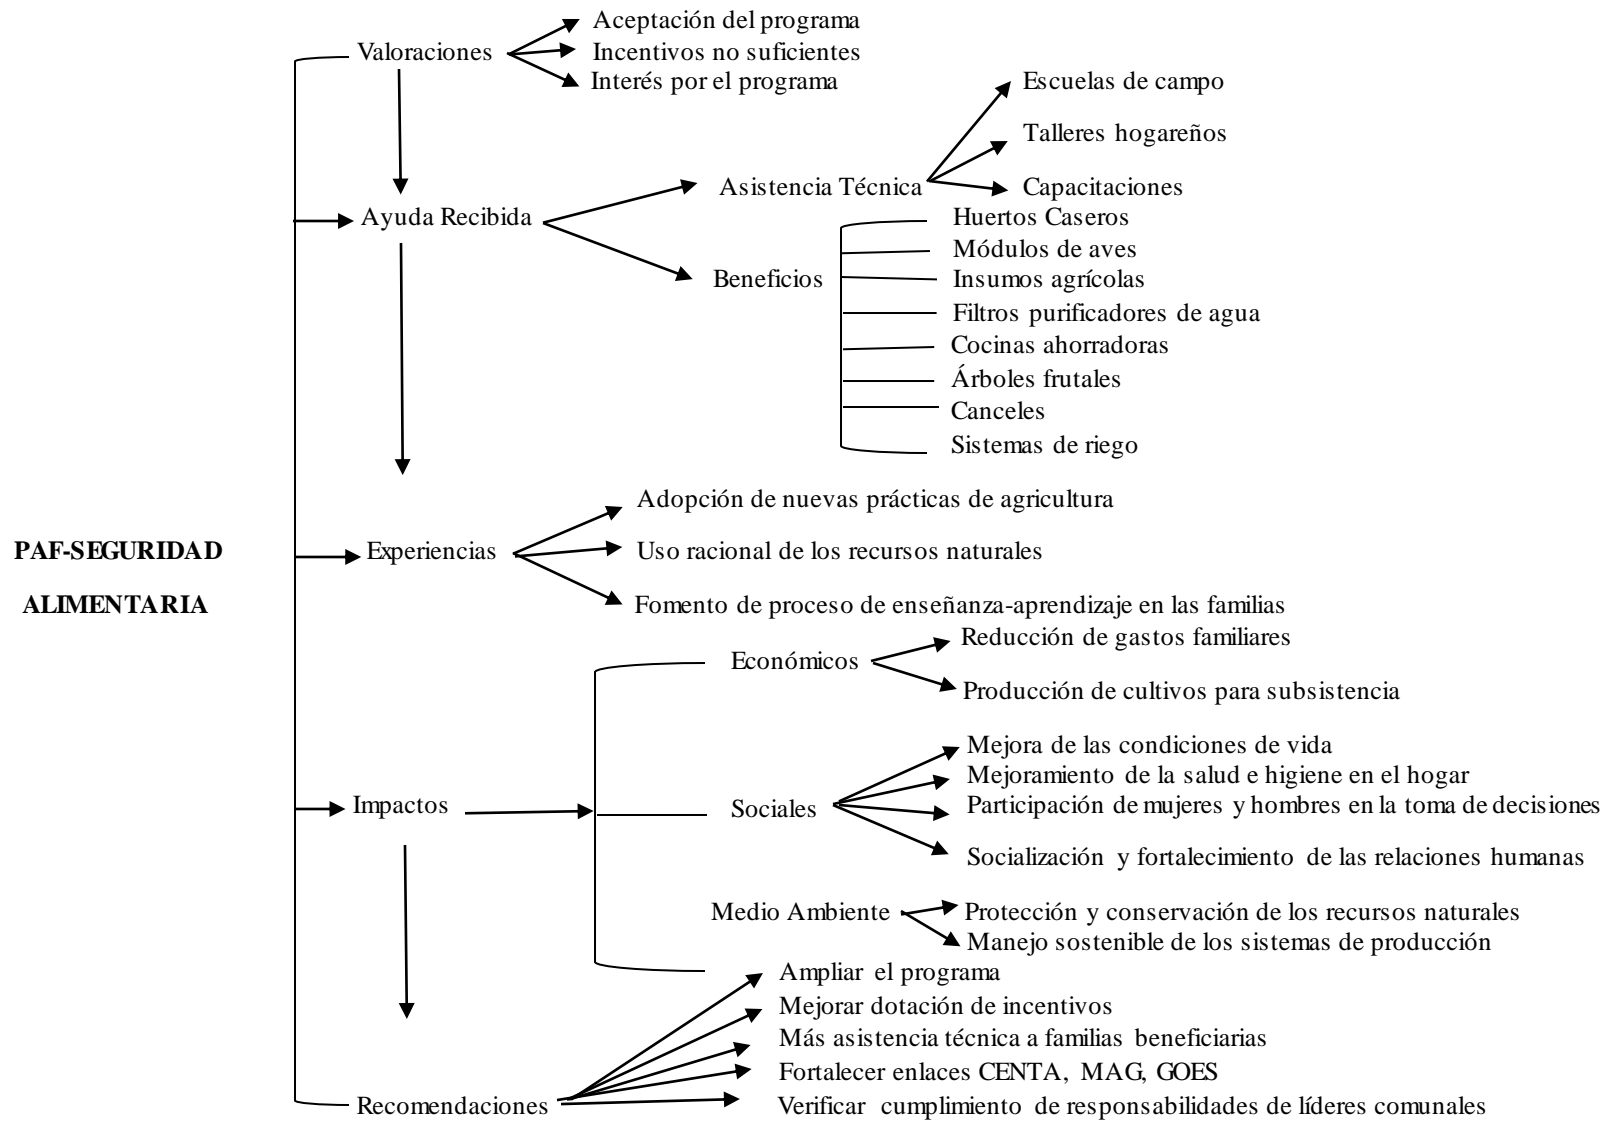 Valoraciones
Aceptación del programa
Incentivos no suficientes
Interés por el programa
Ayuda Recibida
Asistencia Técnica
Escuelas de campo
Talleres hogareños
Capacitaciones
Beneficios
Huertos Caseros
Módulos de aves
Insumos agrícolas
Filtros purificadores de agua
Cocinas ahorradoras
Árboles frutales
Canceles
Sistemas de riego
PAF-SEGURIDAD
ALIMENTARIA
Experiencias
Adopción de nuevas prácticas de agricultura
Uso racional de los recursos naturales
Fomento de proceso de enseñanza-aprendizaje en las familias
Impactos
Económicos
Reducción de gastos familiares
Producción de cultivos para subsistencia
Sociales
Mejora de las condiciones de vida
Mejoramiento de la salud e higiene en el hogar
Participación de mujeres y hombres en la toma de decisiones
Socialización y fortalecimiento de las relaciones humanas
Medio Ambiente
Protección y conservación de los recursos naturales
Manejo sostenible de los sistemas de producción
Recomendaciones
Ampliar el programa
Mejorar dotación de incentivos
Más asistencia técnica a familias beneficiarias
Fortalecer enlaces CENTA, MAG, GOES
Verificar cumplimiento de responsabilidades de líderes comunales